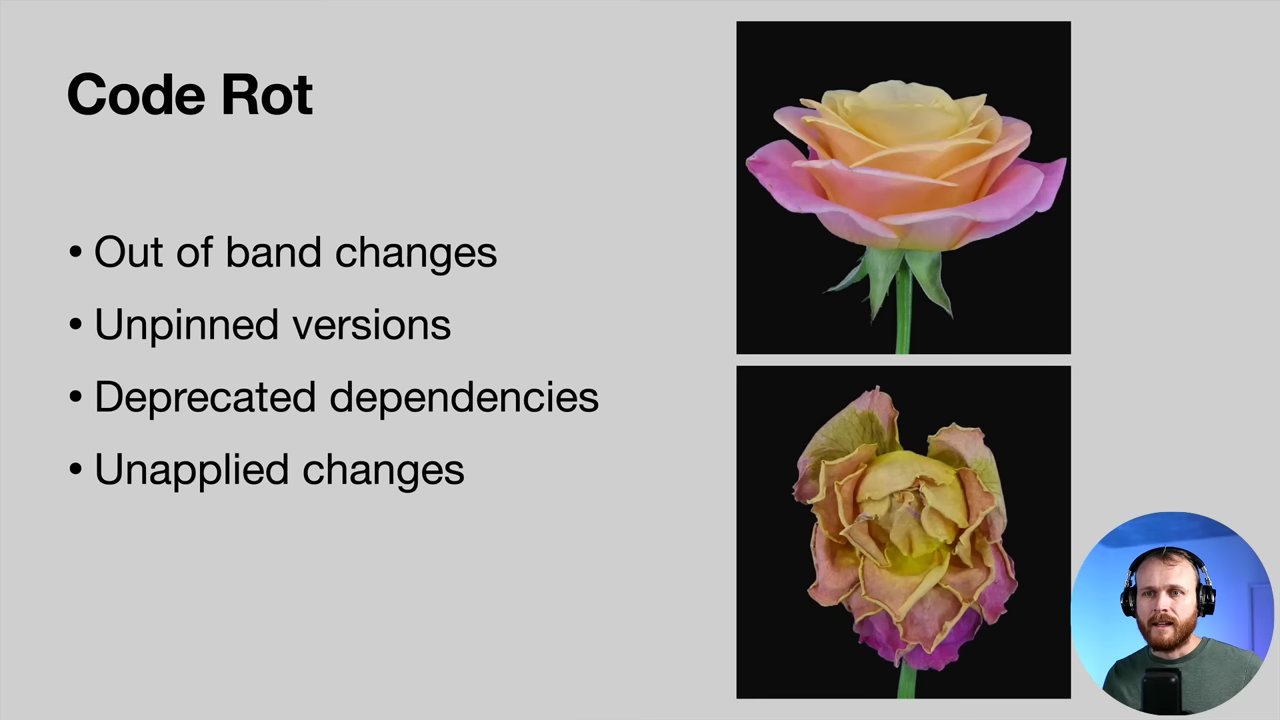 Code Rot
• Out of band changes
• Unpinned versions
• Deprecated dependencies
• Unapplied changes